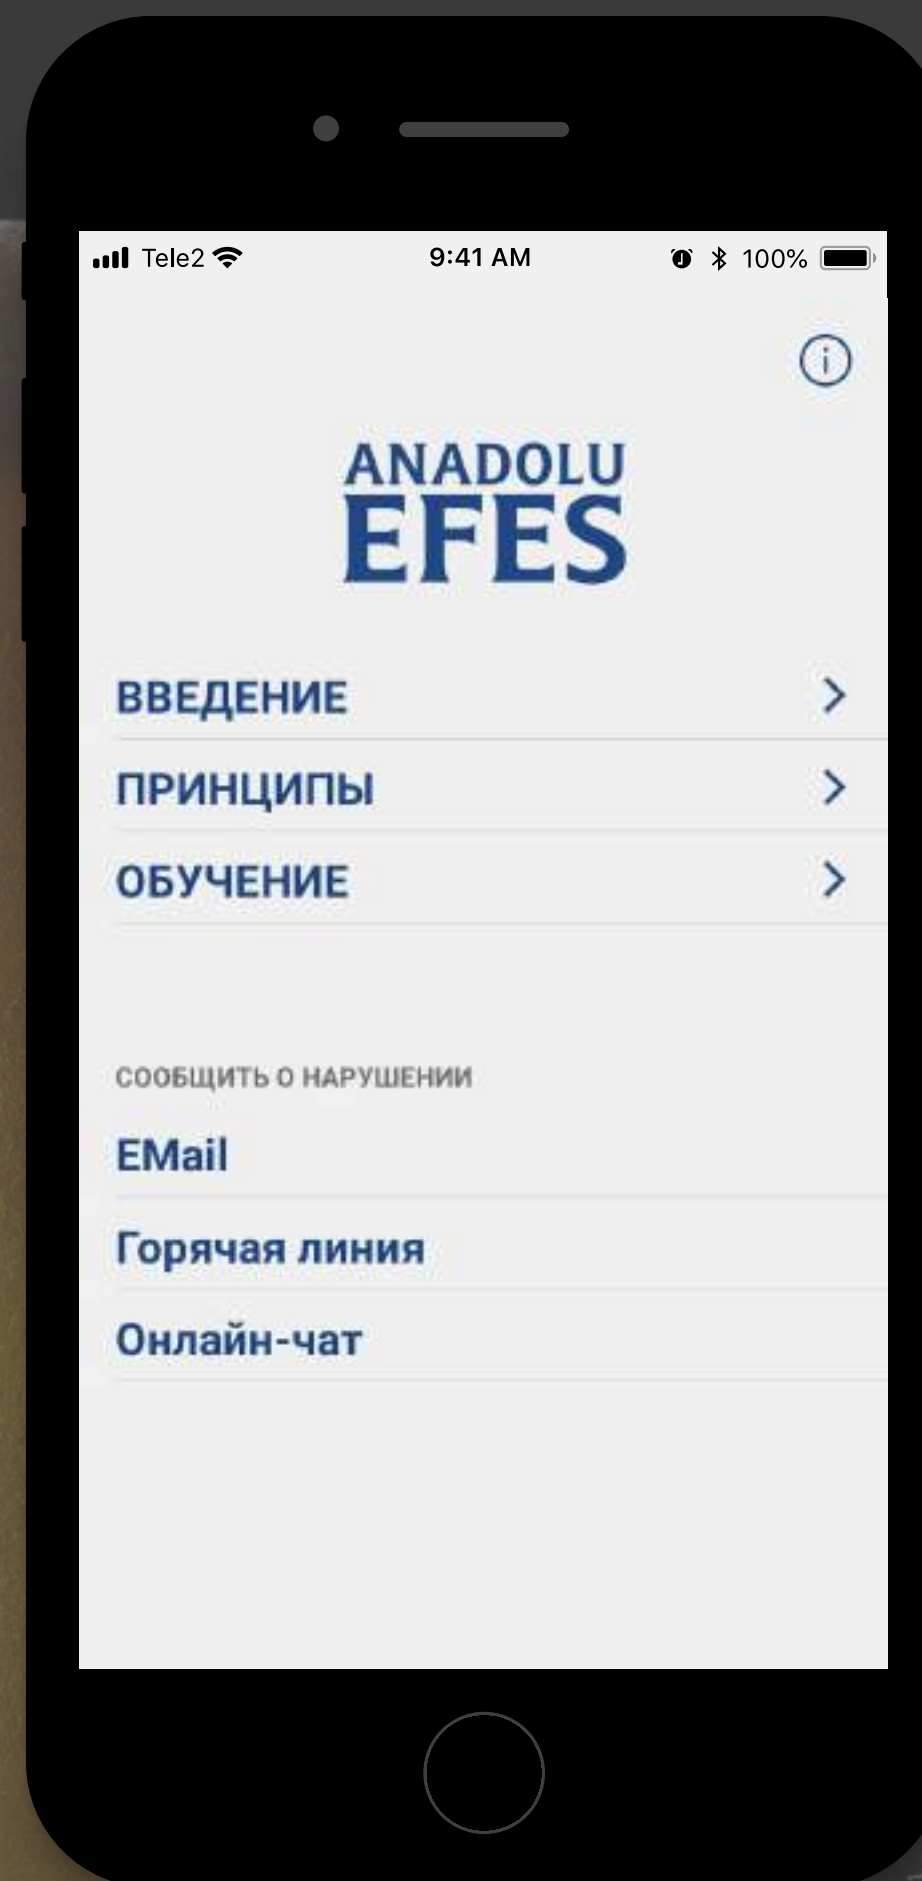 Tele2 9:41 AM 100%
ANADOLU
EFES
ВВЕДЕНИЕ
ПРИНЦИПЫ
ОБУЧЕНИЕ
СООБЩИТЬ О НАРУШЕНИИ
EMail
Горячая линия
Онлайн-чат